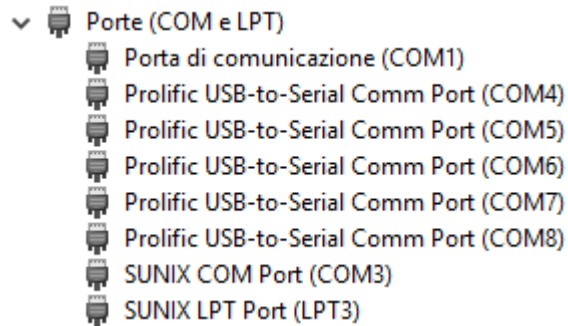 Porte (COM e LPT)
Porta di comunicazione (COM1)
Prolific USB-to-Serial Comm Port (COM4)
Prolific USB-to-Serial Comm Port (COM5)
Prolific USB-to-Serial Comm Port (COM6)
Prolific USB-to-Serial Comm Port (COM7)
Prolific USB-to-Serial Comm Port (COM8)
SUNIX COM Port (COM3)
SUNIX LPT Port (LPT3)